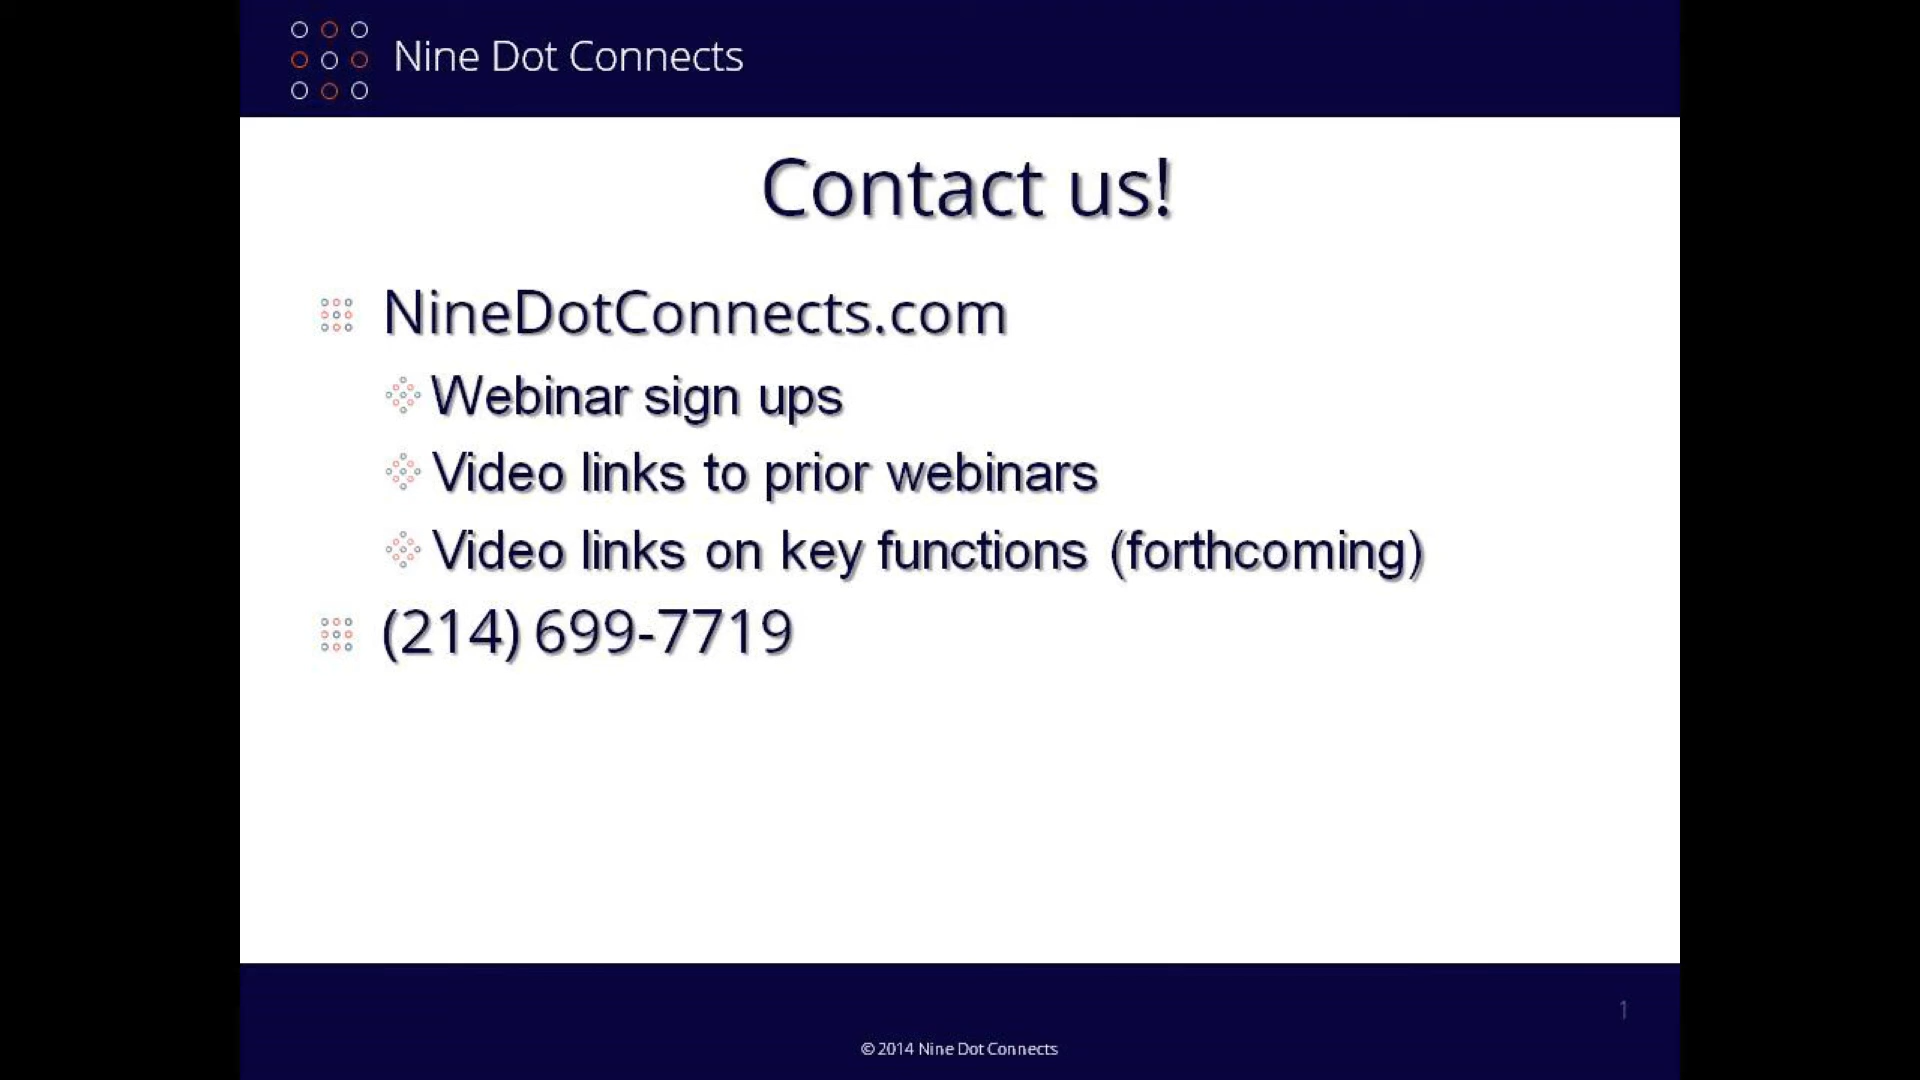 Nine Dot Connects
Contact us!
NineDotConnects.com
Webinar sign ups
Video links to prior webinars
Video links on key functions (forthcoming)
(214) 699-7719
1
© 2014 Nine Dot Connects